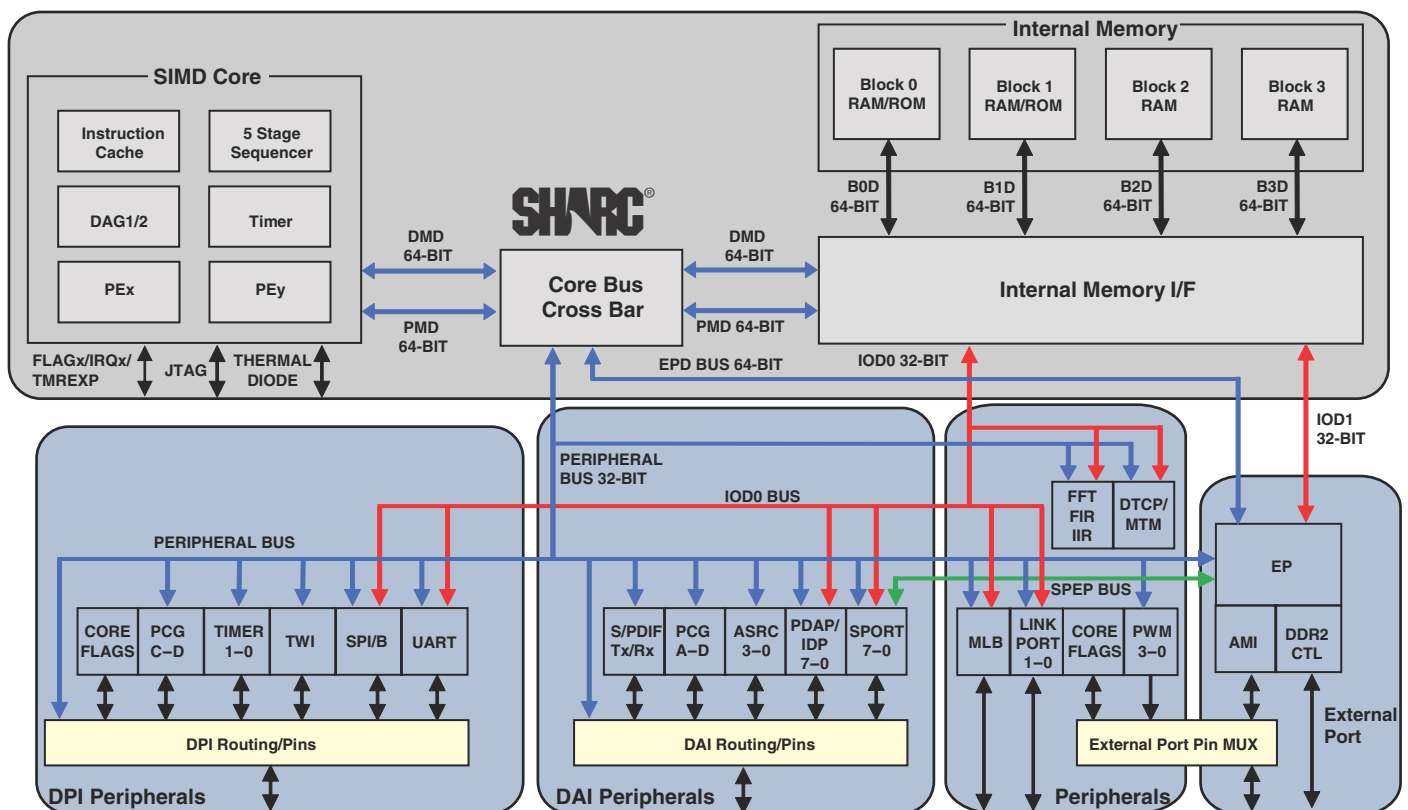 Internal Memory
SIMD Core
Block 0
RAM/ROM
Block 1
RAM/ROM
Block 2
RAM
Block 3
RAM
Instruction
Cache
5 Stage
Sequencer
DAG1/2
Timer
PEx
PEy
B0D
64-BIT
B1D
64-BIT
B2D
64-BIT
B3D
64-BIT
SHARC®
DMD
64-BIT
DMD
64-BIT
Core Bus
Cross Bar
Internal Memory I/F
PMD
64-BIT
PMD 64-BIT
FLAGx/IRQx/
TMREXP
JTAG
THERMAL
DIODE
EPD BUS 64-BIT
IOD0 32-BIT
IOD1
32-BIT
PERIPHERAL
BUS 32-BIT
IOD0 BUS
FFT
FIR
IIR
DTCP/
MTM
PERIPHERAL BUS
EP
SPEP BUS
CORE
FLAGS
PCG
C–D
TIMER
1–0
TWI
SPI/B
UART
S/PDIF
Tx/Rx
PCG
A–D
ASRC
3–0
PDAP/
IDP
7–0
SPORT
7–0
MLB
LINK
PORT
1–0
CORE
FLAGS
PWM
3–0
AMI
DDR2
CTL
DPI Routing/Pins
DAI Routing/Pins
External Port Pin MUX
External
Port
DPI Peripherals
DAI Peripherals
Peripherals